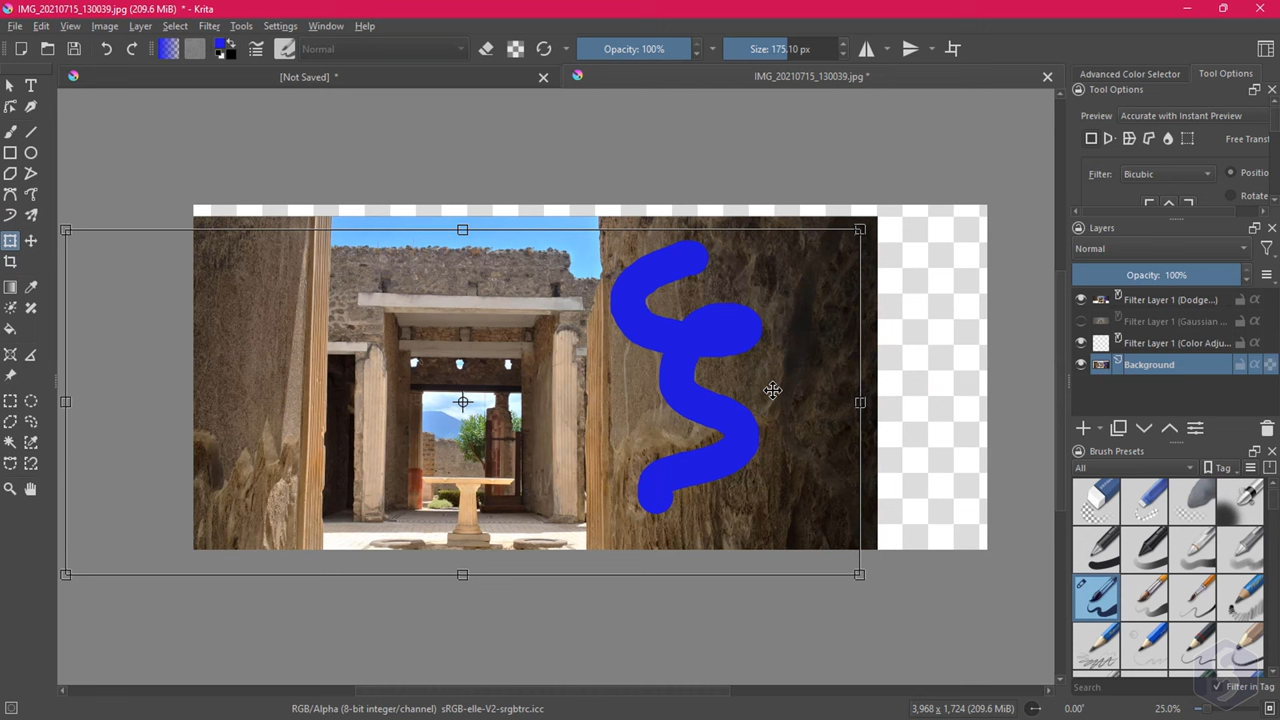 IMG_20210715_130039.jpg (209.6 MiB) * - Krita
File Edit View Image Layer Select Filter Tools Settings Window Help
Normal Opacity: 100% Size: 175.10 px
[Not Saved] * IMG_20210715_130039.jpg * Advanced Color Selector Tool Options
Tool Options
Preview Accurate with Instant Preview
Free Transf
Filter: Bicubic Positio
Rotate
Layers
Normal
Opacity: 100%
Filter Layer 1 (Dodge...)
Filter Layer 1 (Gaussian ...
Filter Layer 1 (Color Adju...
Background
Brush Presets
All Tag
Search Filter in Tag
RGB/Alpha (8-bit integer/channel) sRGB-elle-V2-srgbtrc.icc 3,968 x 1,724 (209.6 MiB) 0.00° 25.0%